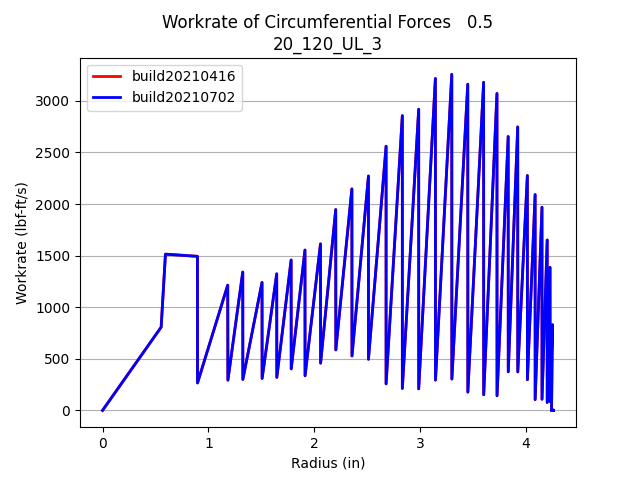 Workrate of Circumferential Forces 0.5
20_120_UL_3
build20210416
build20210702
Workrate (lbf-ft/s)
3000
2500
2000
1500
1000
500
0
0 1 2 3 4
Radius (in)